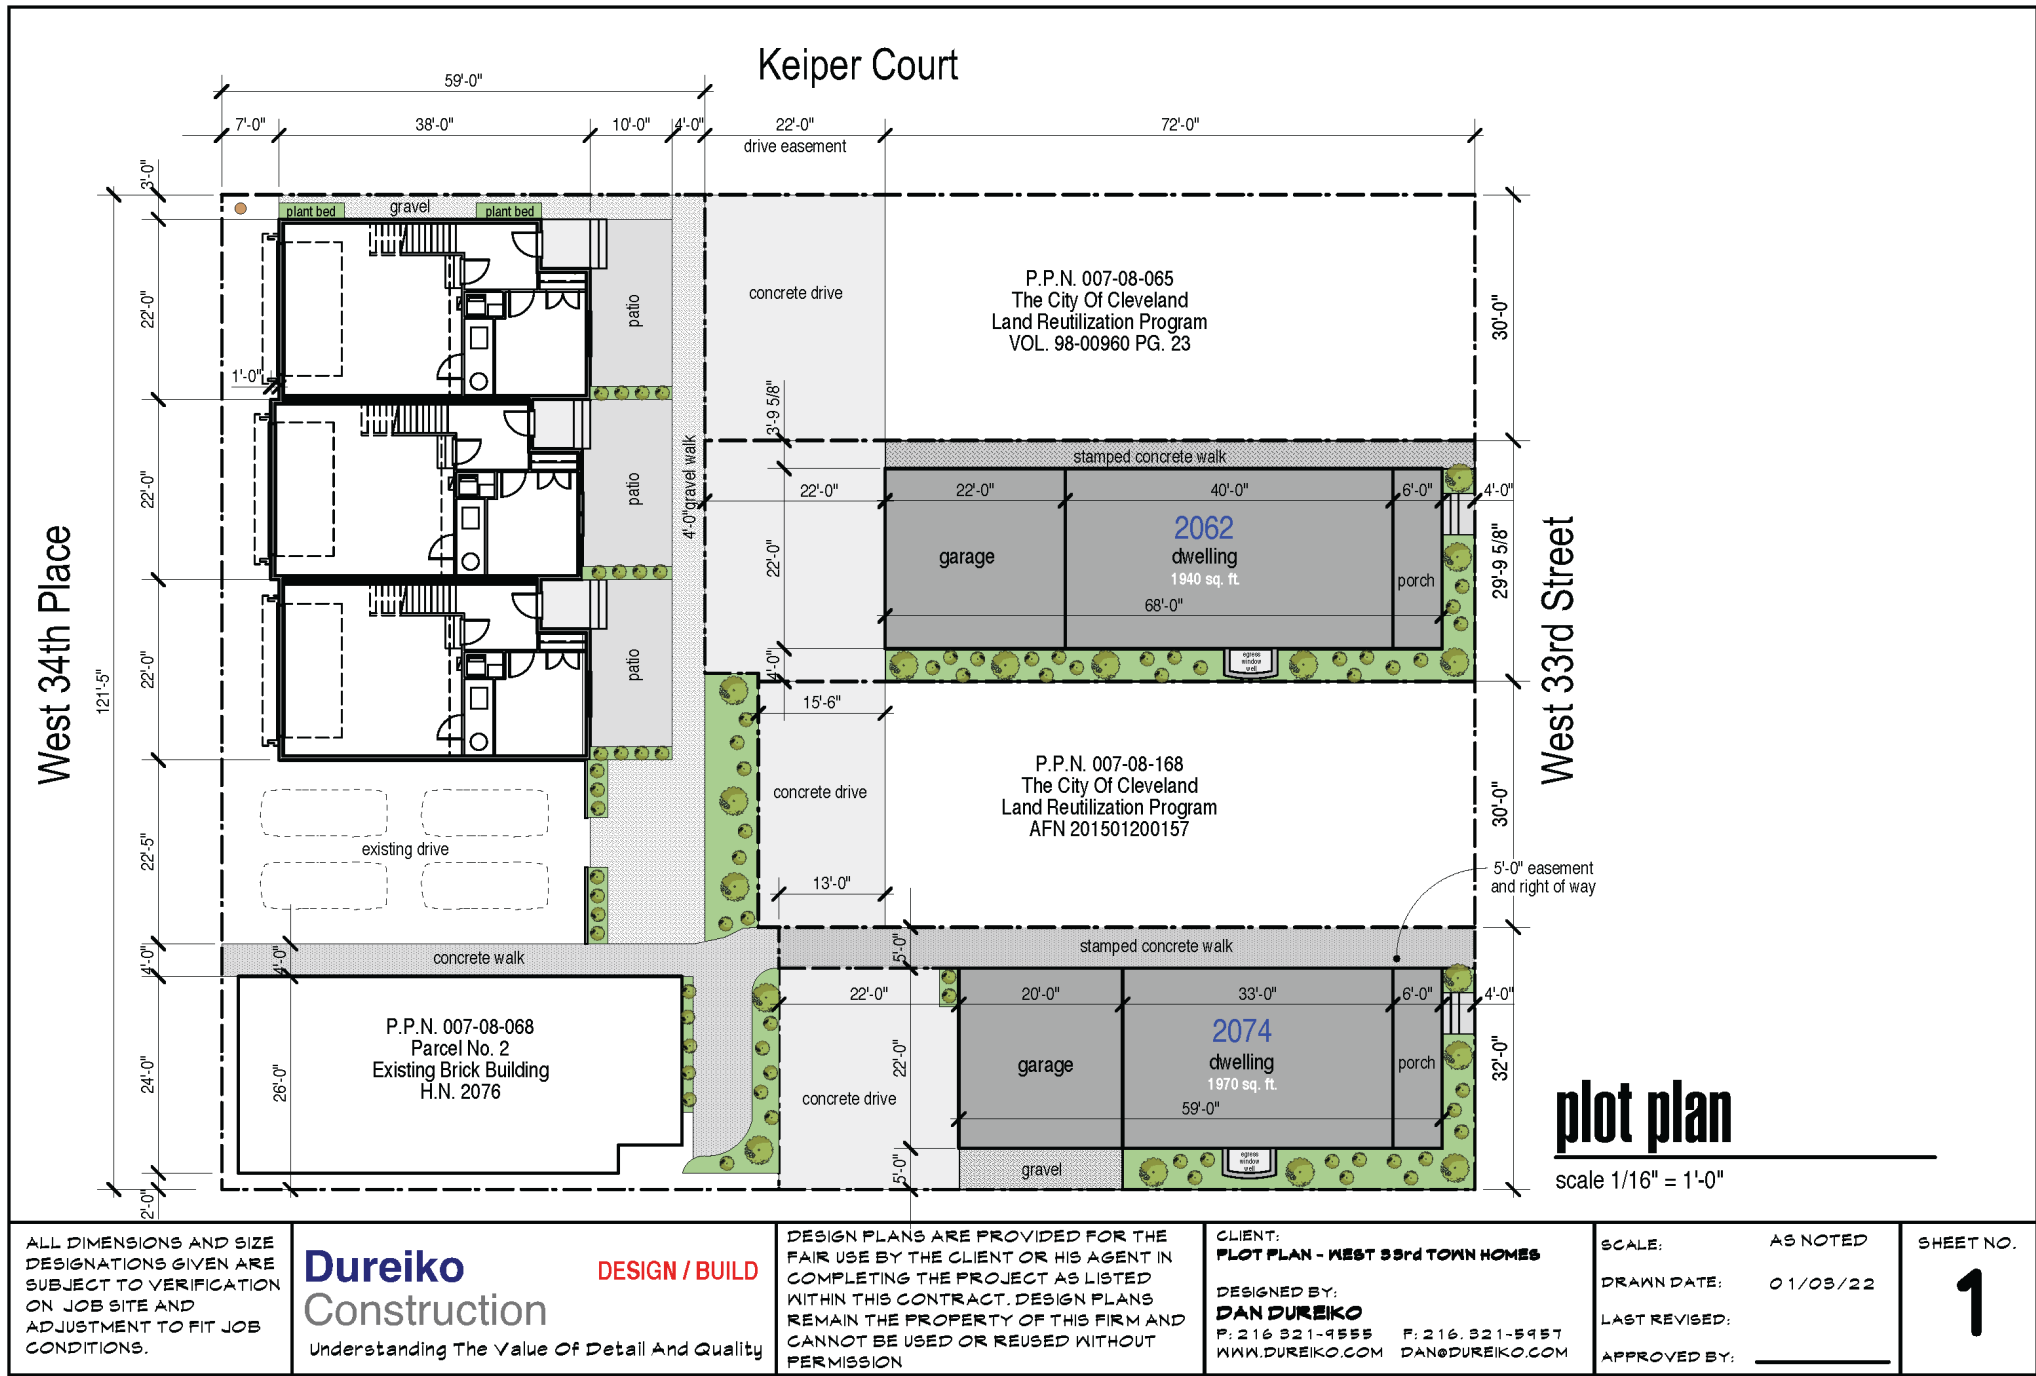 Keiper Court
59'-0"
7'-0"
38'-0"
10'-0"
4'-0"
22'-0"
72'-0"
drive easement
3'-0"
plant bed
gravel
plant bed
22'-0"
patio
concrete drive
P.P.N. 007-08-065
The City Of Cleveland
Land Reutilization Program
VOL. 98-00960 PG. 23
30'-0"
1'-0"
3'-9 5/8"
4'-0"gravel walk
stamped concrete walk
22'-0"
patio
22'-0"
22'-0"
40'-0"
6'-0"
4'-0"
2062
dwelling
1940 sq. ft.
garage
porch
22'-0"
68'-0"
29'-9 5/8"
West 34th Place
121'-5"
West 33rd Street
22'-0"
patio
4'-0"
egress
window
well
15'-6"
P.P.N. 007-08-168
The City Of Cleveland
Land Reutilization Program
AFN 201501200157
concrete drive
30'-0"
22'-5"
existing drive
13'-0"
5'-0" easement
and right of way
4'-0"
4'-0"
concrete walk
5'-0"
stamped concrete walk
22'-0"
20'-0"
33'-0"
6'-0"
4'-0"
P.P.N. 007-08-068
Parcel No. 2
Existing Brick Building
H.N. 2076
24'-0"
26'-0"
22'-0"
2074
dwelling
1970 sq. ft.
garage
porch
32'-0"
concrete drive
59'-0"
egress
window
well
gravel
5'-0"
2'-0"
plot plan
scale 1/16" = 1'-0"
ALL DIMENSIONS AND SIZE
DESIGNATIONS GIVEN ARE
SUBJECT TO VERIFICATION
ON JOB SITE AND
ADJUSTMENT TO FIT JOB
CONDITIONS.
Dureiko
Construction
DESIGN / BUILD
Understanding The Value Of Detail And Quality
DESIGN PLANS ARE PROVIDED FOR THE
FAIR USE BY THE CLIENT OR HIS AGENT IN
COMPLETING THE PROJECT AS LISTED
WITHIN THIS CONTRACT. DESIGN PLANS
REMAIN THE PROPERTY OF THIS FIRM AND
CANNOT BE USED OR REUSED WITHOUT
PERMISSION
CLIENT:
PLOT PLAN - WEST 33rd TOWN HOMES
DESIGNED BY:
DAN DUREIKO
P: 216 321-9555 F: 216. 321-5957
WWW.DUREIKO.COM DAN@DUREIKO.COM
SCALE: AS NOTED
DRAWN DATE: 01/03/22
LAST REVISED:
APPROVED BY:
SHEET NO.
1